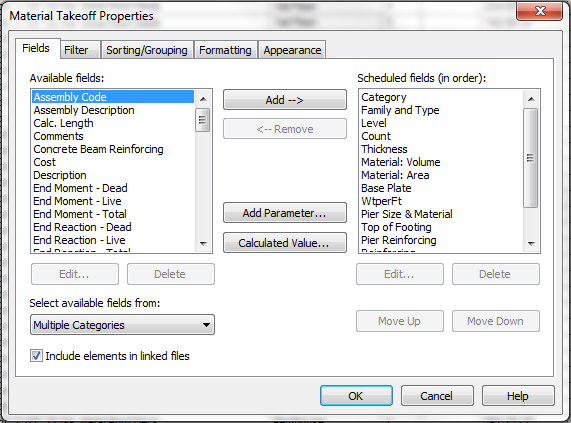 Material Takeoff Properties
Fields
Filter
Sorting/Grouping
Formatting
Appearance
Available fields:
Assembly Code
Assembly Description
Calc. Length
Comments
Concrete Beam Reinforcing
Cost
Description
End Moment - Dead
End Moment - Live
End Moment - Total
End Reaction - Dead
End Reaction - Live
End Reaction - Total
Add -->
<-- Remove
Add Parameter...
Calculated Value...
Scheduled fields (in order):
Category
Family and Type
Level
Count
Thickness
Material: Volume
Material: Area
Base Plate
WtperFt
Pier Size & Material
Top of Footing
Pier Reinforcing
Reinforcing
Edit...
Delete
Edit...
Delete
Select available fields from:
Multiple Categories
Move Up
Move Down
Include elements in linked files
OK
Cancel
Help